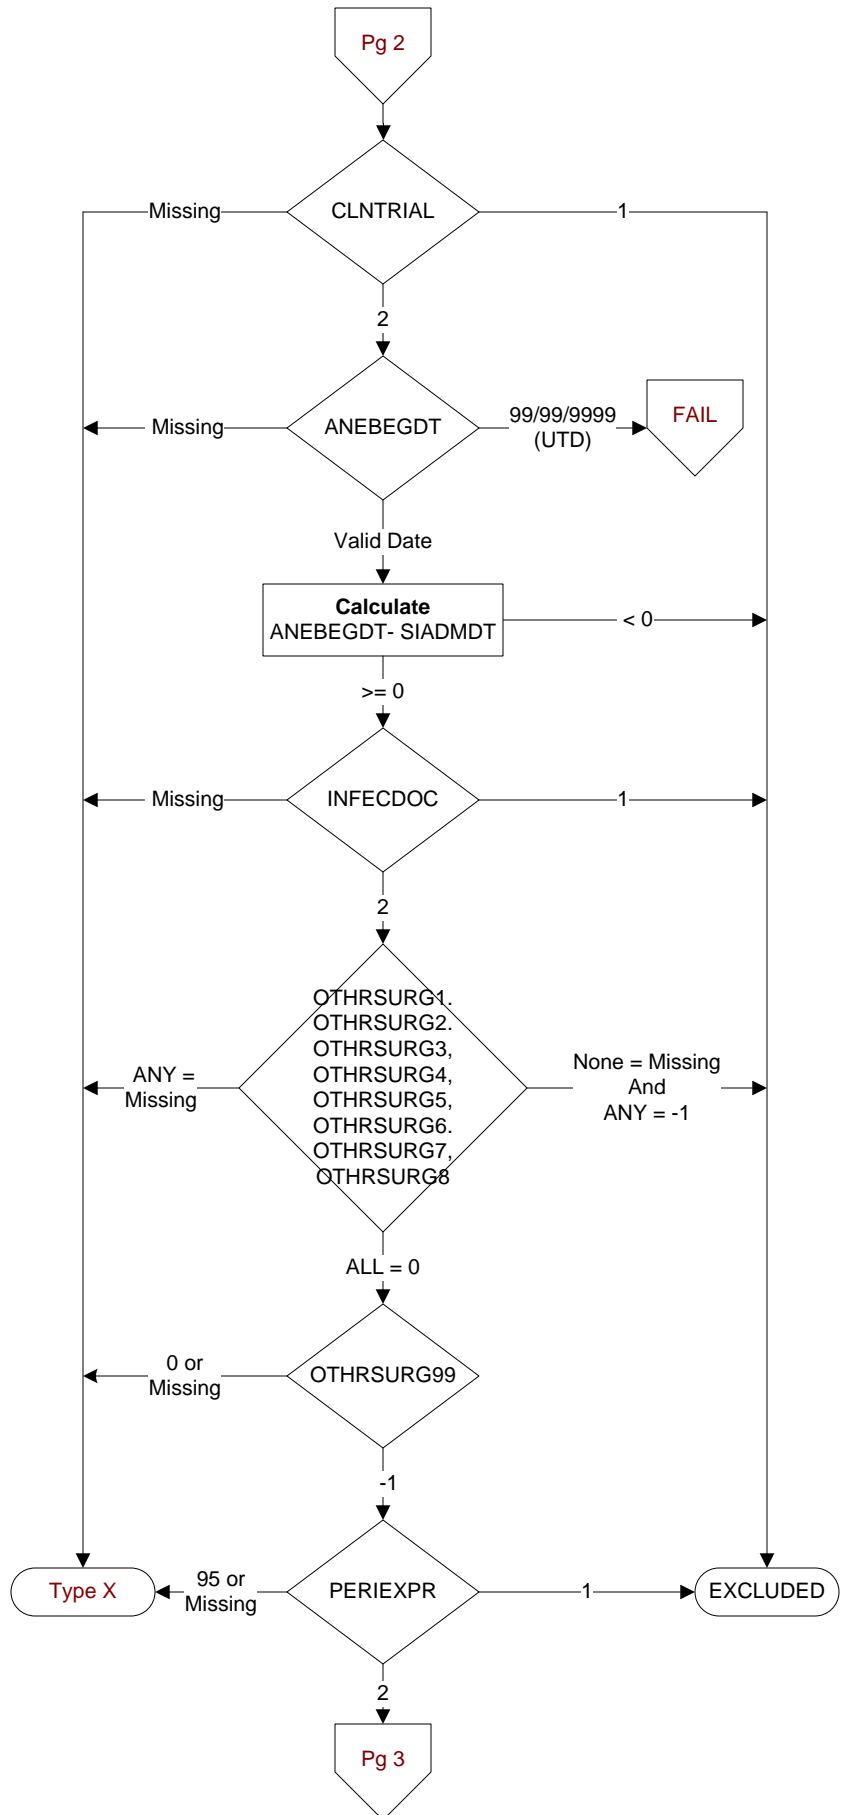 Pg 2
CLNTRIAL
Missing
1
2
ANEBEGDT
Missing
99/99/9999
(UTD)
FAIL
Valid Date
Calculate
ANEBEGDT- SIADMDT
< 0
>= 0
INFECDOC
Missing
1
2
OTHRSURG1.
OTHRSURG2.
OTHRSURG3,
OTHRSURG4,
OTHRSURG5,
OTHRSURG6.
OTHRSURG7,
OTHRSURG8
ANY =
Missing
None = Missing
And
ANY = -1
ALL = 0
0 or
Missing
OTHRSURG99
-1
Type X
95 or
Missing
PERIEXPR
1
EXCLUDED
2
Pg 3